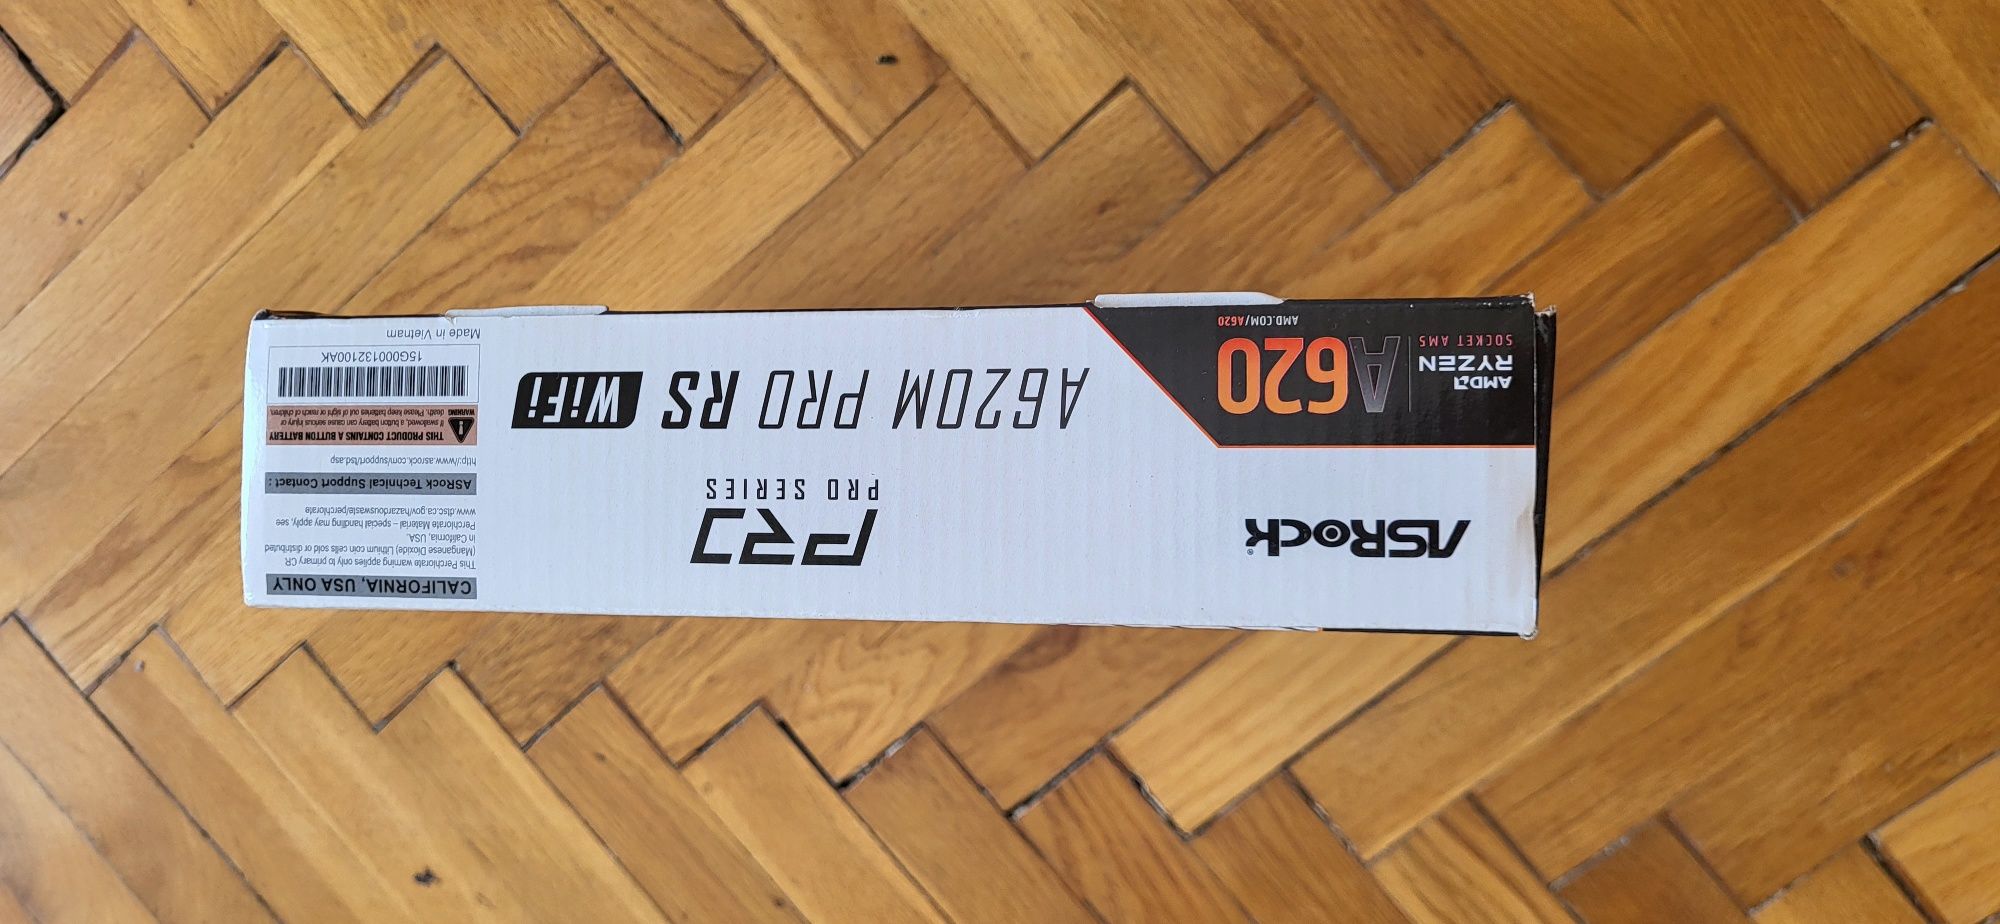 ASRock®
AMD
RYZEN
SOCKET AM5
A620
AMD.COM/A620
PRO
PRO SERIES
A620M PRO RS WiFi
CALIFORNIA, USA ONLY
This Perchlorate warning applies only to primary CR
(Manganese Dioxide) Lithium coin cells sold or distributed
in California, USA.
Perchlorate Material – special handling may apply, see
www.dtsc.ca.gov/hazardouswaste/perchlorate
ASRock Technical Support Contact :
http://www.asrock.com/support/tsd.asp
THIS PRODUCT CONTAINS A BUTTON BATTERY
If swallowed, a button battery can cause serious injury or
death. Please keep batteries out of sight or reach of children.
WARNING
15G000132100AK
Made in Vietnam